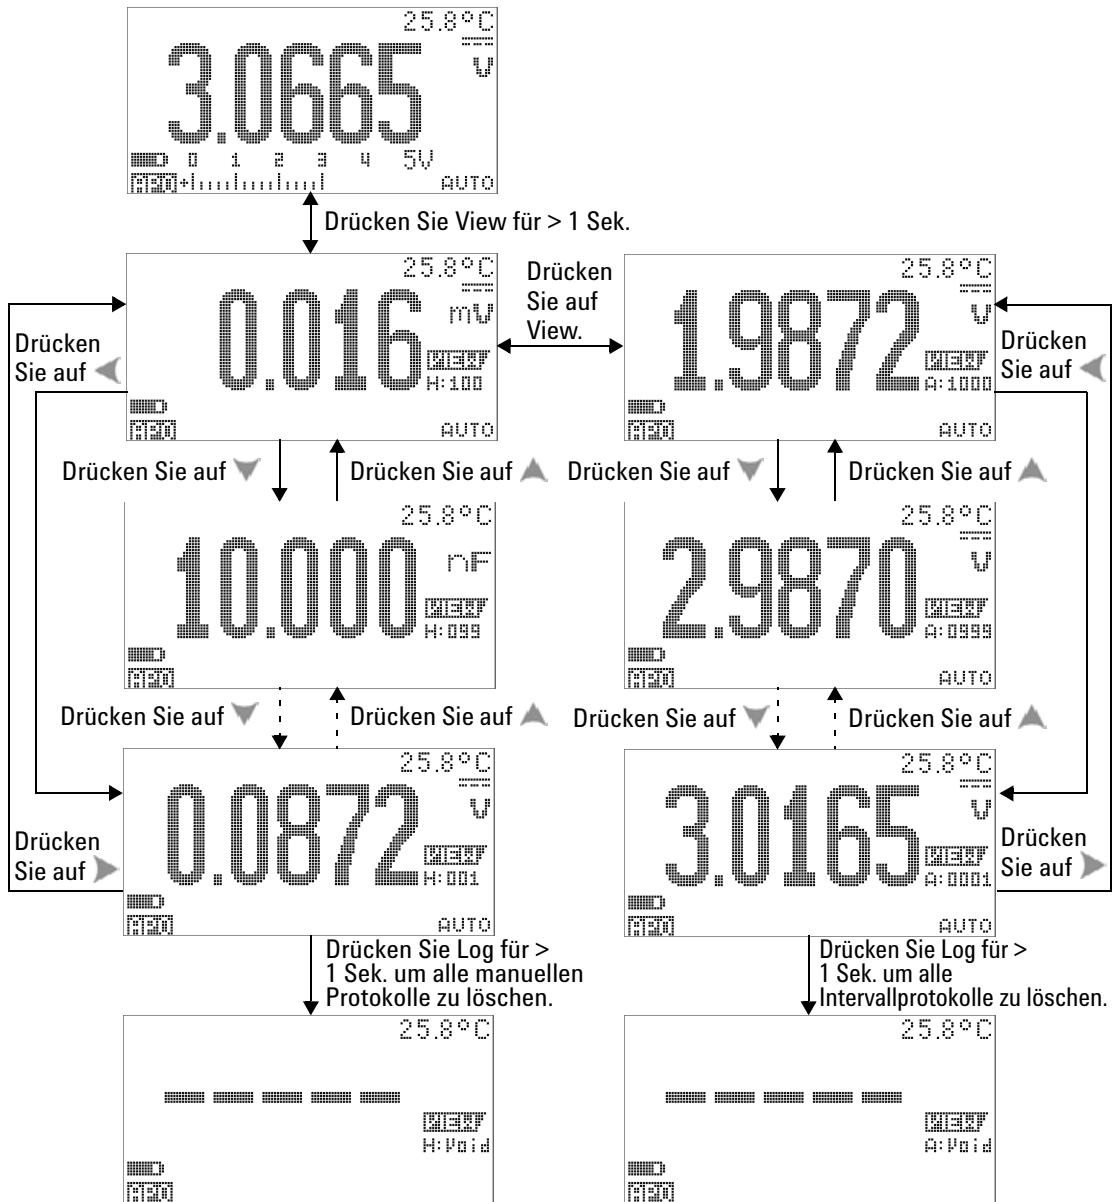 25.8°C
3.0665 V
0 1 2 3 4 5V
APO AUTO
Drücken Sie View für > 1 Sek.
25.8°C
0.016 mV
VIEW
H:100
APO AUTO
Drücken
Sie auf
View.
25.8°C
1.9872 V
VIEW
A:1000
APO AUTO
Drücken
Sie auf
Drücken
Sie auf
Drücken Sie auf
Drücken Sie auf
Drücken Sie auf
Drücken Sie auf
25.8°C
10.000 nF
VIEW
H:099
APO
25.8°C
2.9870 V
VIEW
A:0999
APO AUTO
Drücken Sie auf
Drücken Sie auf
Drücken Sie auf
Drücken Sie auf
25.8°C
0.0872 V
VIEW
H:001
APO AUTO
25.8°C
3.0165 V
VIEW
A:0001
APO AUTO
Drücken
Sie auf
Drücken
Sie auf
Drücken Sie Log für >
1 Sek. um alle manuellen
Protokolle zu löschen.
Drücken Sie Log für >
1 Sek. um alle
Intervallprotokolle zu löschen.
25.8°C
– – – – –
VIEW
H:Void
APO
25.8°C
– – – – –
VIEW
A:Void
APO